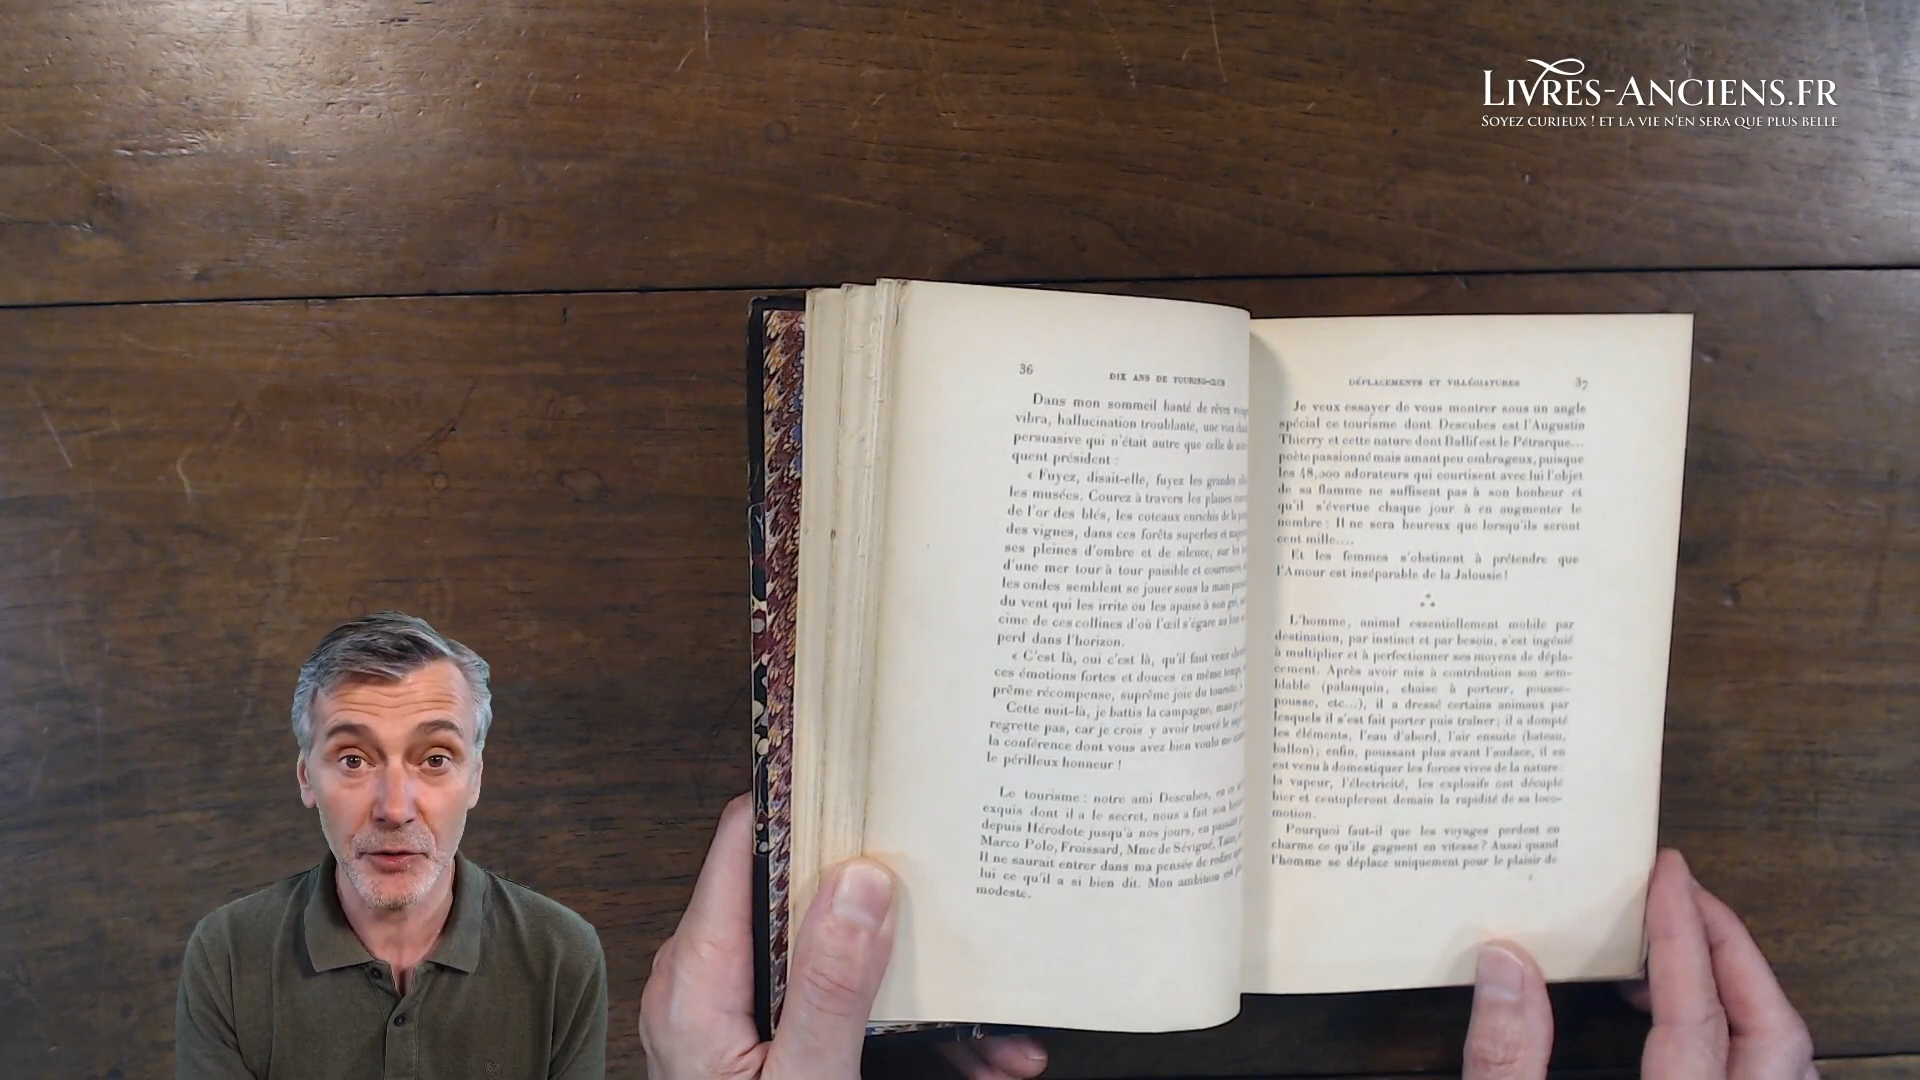 LIVRES-ANCIENS.FR
SOYEZ CURIEUX ! ET LA VIE N'EN SERA QUE PLUS BELLE
36
DIX ANS DE TOURING-CLUB
Dans mon sommeil hanté de rêves
vibra, hallucination troublante, une voix
persuasive qui n'était autre que celle de
quent président :
« Fuyez, disait-elle, fuyez les grandes
les musées. Courez à travers les plaines
de l'or des blés, les coteaux enrichis de la
des vignes, dans ces forêts superbes et
ses pleines d'ombre et de silence, sur les
d'une mer tour à tour paisible et
les ondes semblent se jouer sous la main
du vent qui les irrite ou les apaise à son gré,
cime de ces collines d'où l'œil s'égare au loin
perd dans l'horizon.
« C'est là, oui c'est là, qu'il faut venir
ces émotions fortes et douces en même temps,
prême récompense, suprême joie du touriste. »
Cette nuit-là, je battis la campagne, mais
regrette pas, car je crois y avoir trouvé le
la conférence dont vous avez bien voulu me
le périlleux honneur !
Le tourisme : notre ami Descubes, en
exquis dont il a le secret, nous a fait son
depuis Hérodote jusqu'à nos jours, en passant
Marco Polo, Froissard, Mme de Sévigné,
Il ne saurait entrer dans ma pensée de redire
lui ce qu'il a si bien dit. Mon ambition est
modeste.
DÉPLACEMENTS ET VILLÉGIATURES
37
Je veux essayer de vous montrer sous un angle
spécial ce tourisme dont Descubes est l'Augustin
Thierry et cette nature dont Ballif est le Pétrarque...
poète passionné mais amant peu ombrageux, puisque
les 48,000 adorateurs qui courtisent avec lui l'objet
de sa flamme ne suffisent pas à son bonheur et
qu'il s'évertue chaque jour à en augmenter le
nombre : Il ne sera heureux que lorsqu'ils seront
cent mille....
Et les femmes s'obstinent à prétendre que
l'Amour est inséparable de la Jalousie !
L'homme, animal essentiellement mobile par
destination, par instinct et par besoin, s'est ingénié
à multiplier et à perfectionner ses moyens de dépla-
cement. Après avoir mis à contribution son sem-
blable (palanquin, chaise à porteur, pousse-
pousse, etc...), il a dressé certains animaux par
lesquels il s'est fait porter puis traîner ; il a dompté
les éléments, l'eau d'abord, l'air ensuite (bateau,
ballon) ; enfin, poussant plus avant l'audace, il en
est venu à domestiquer les forces vives de la nature.
la vapeur, l'électricité, les explosifs ont décuplé
hier et centupleront demain la rapidité de sa loco-
motion.
Pourquoi faut-il que les voyages perdent en
charme ce qu'ils gagnent en vitesse ? Aussi quand
l'homme se déplace uniquement pour le plaisir de